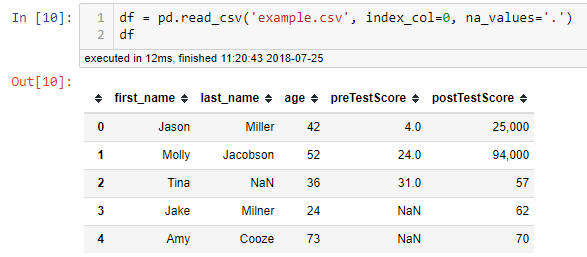 In [10]: 1 df = pd.read_csv('example.csv', index_col=0, na_values='.')
2 df
executed in 12ms, finished 11:20:43 2018-07-25
Out[10]:
first_name last_name age preTestScore postTestScore
0 Jason Miller 42 4.0 25,000
1 Molly Jacobson 52 24.0 94,000
2 Tina NaN 36 31.0 57
3 Jake Milner 24 NaN 62
4 Amy Cooze 73 NaN 70